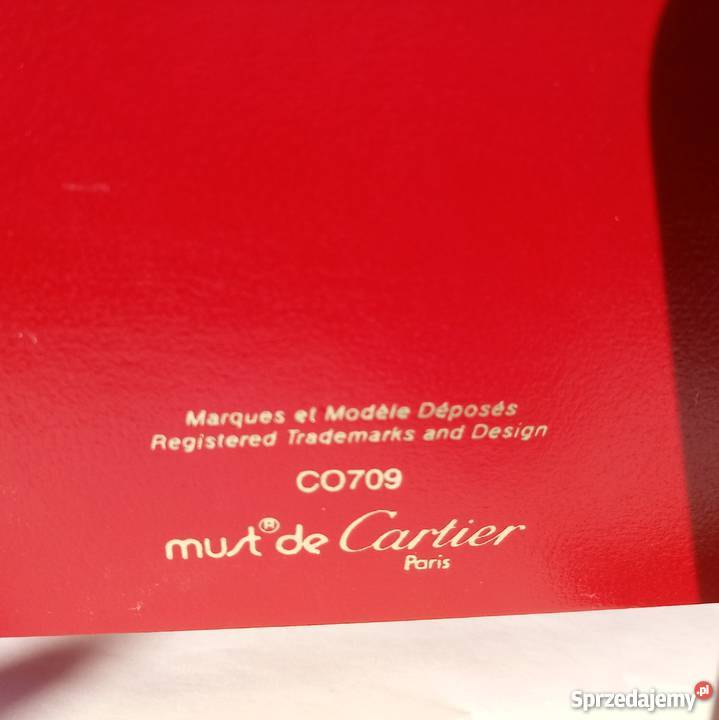 Marques et Modèle Déposés
Registered Trademarks and Design
CO709
must® de Cartier
Paris
Sprzedajemy.pl